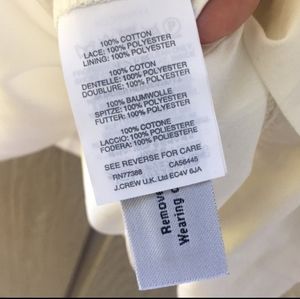 100% COTTON
LACE: 100% POLYESTER
LINING: 100% POLYESTER
100% COTON
DENTELLE: 100% POLYESTER
DOUBLURE: 100% POLYESTER
100% BAUMWOLLE
SPITZE: 100% POLYESTER
FUTTER: 100% POLYESTER
100% COTONE
LACCIO: 100% POLIESTERE
FODERA: 100% POLIESTERE
SEE REVERSE FOR CARE
RN77388 CA56445
J.CREW U.K. Ltd EC4V 6JA
Remove
Wearing